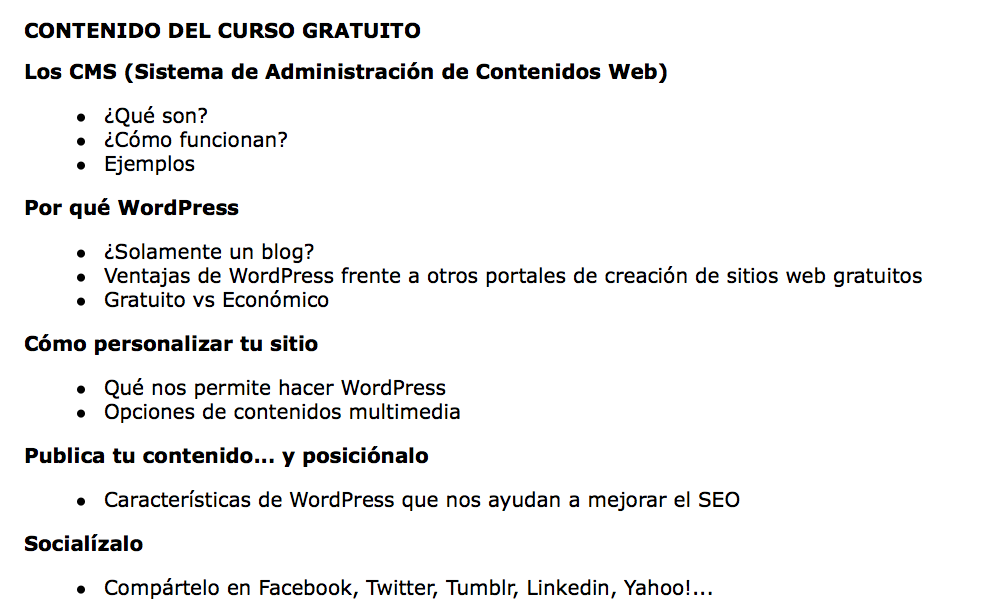 CONTENIDO DEL CURSO GRATUITO
Los CMS (Sistema de Administración de Contenidos Web)
• ¿Qué son?
• ¿Cómo funcionan?
• Ejemplos
Por qué WordPress
• ¿Solamente un blog?
• Ventajas de WordPress frente a otros portales de creación de sitios web gratuitos
• Gratuito vs Económico
Cómo personalizar tu sitio
• Qué nos permite hacer WordPress
• Opciones de contenidos multimedia
Publica tu contenido... y posiciónalo
• Características de WordPress que nos ayudan a mejorar el SEO
Socialízalo
• Compártelo en Facebook, Twitter, Tumblr, Linkedin, Yahoo!...